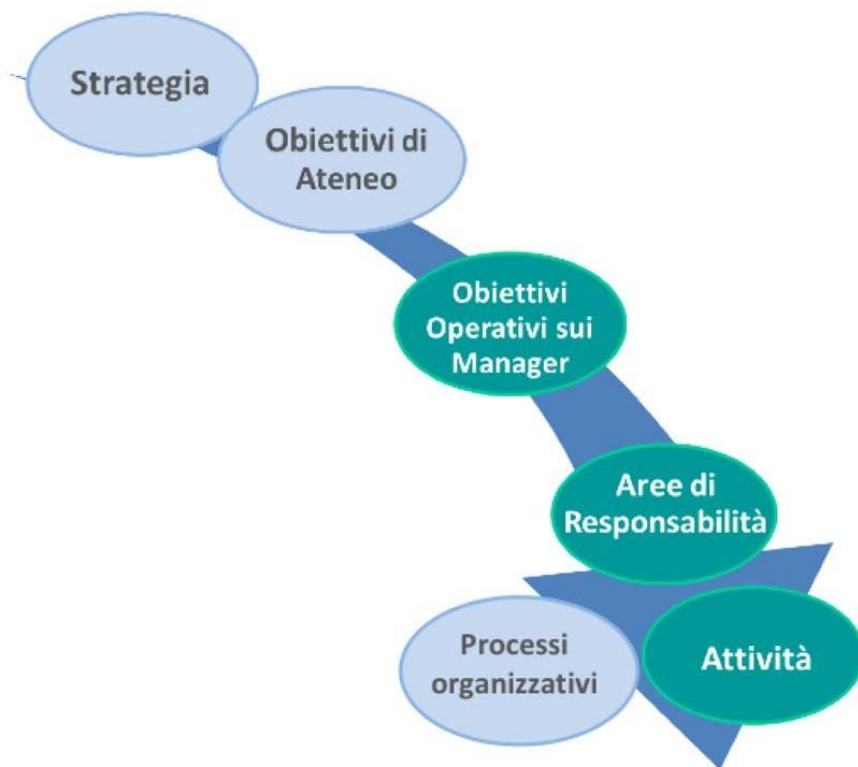 Strategia
Obiettivi di
Ateneo
Obiettivi
Operativi sui
Manager
Aree di
Responsabilità
Processi
organizzativi
Attività